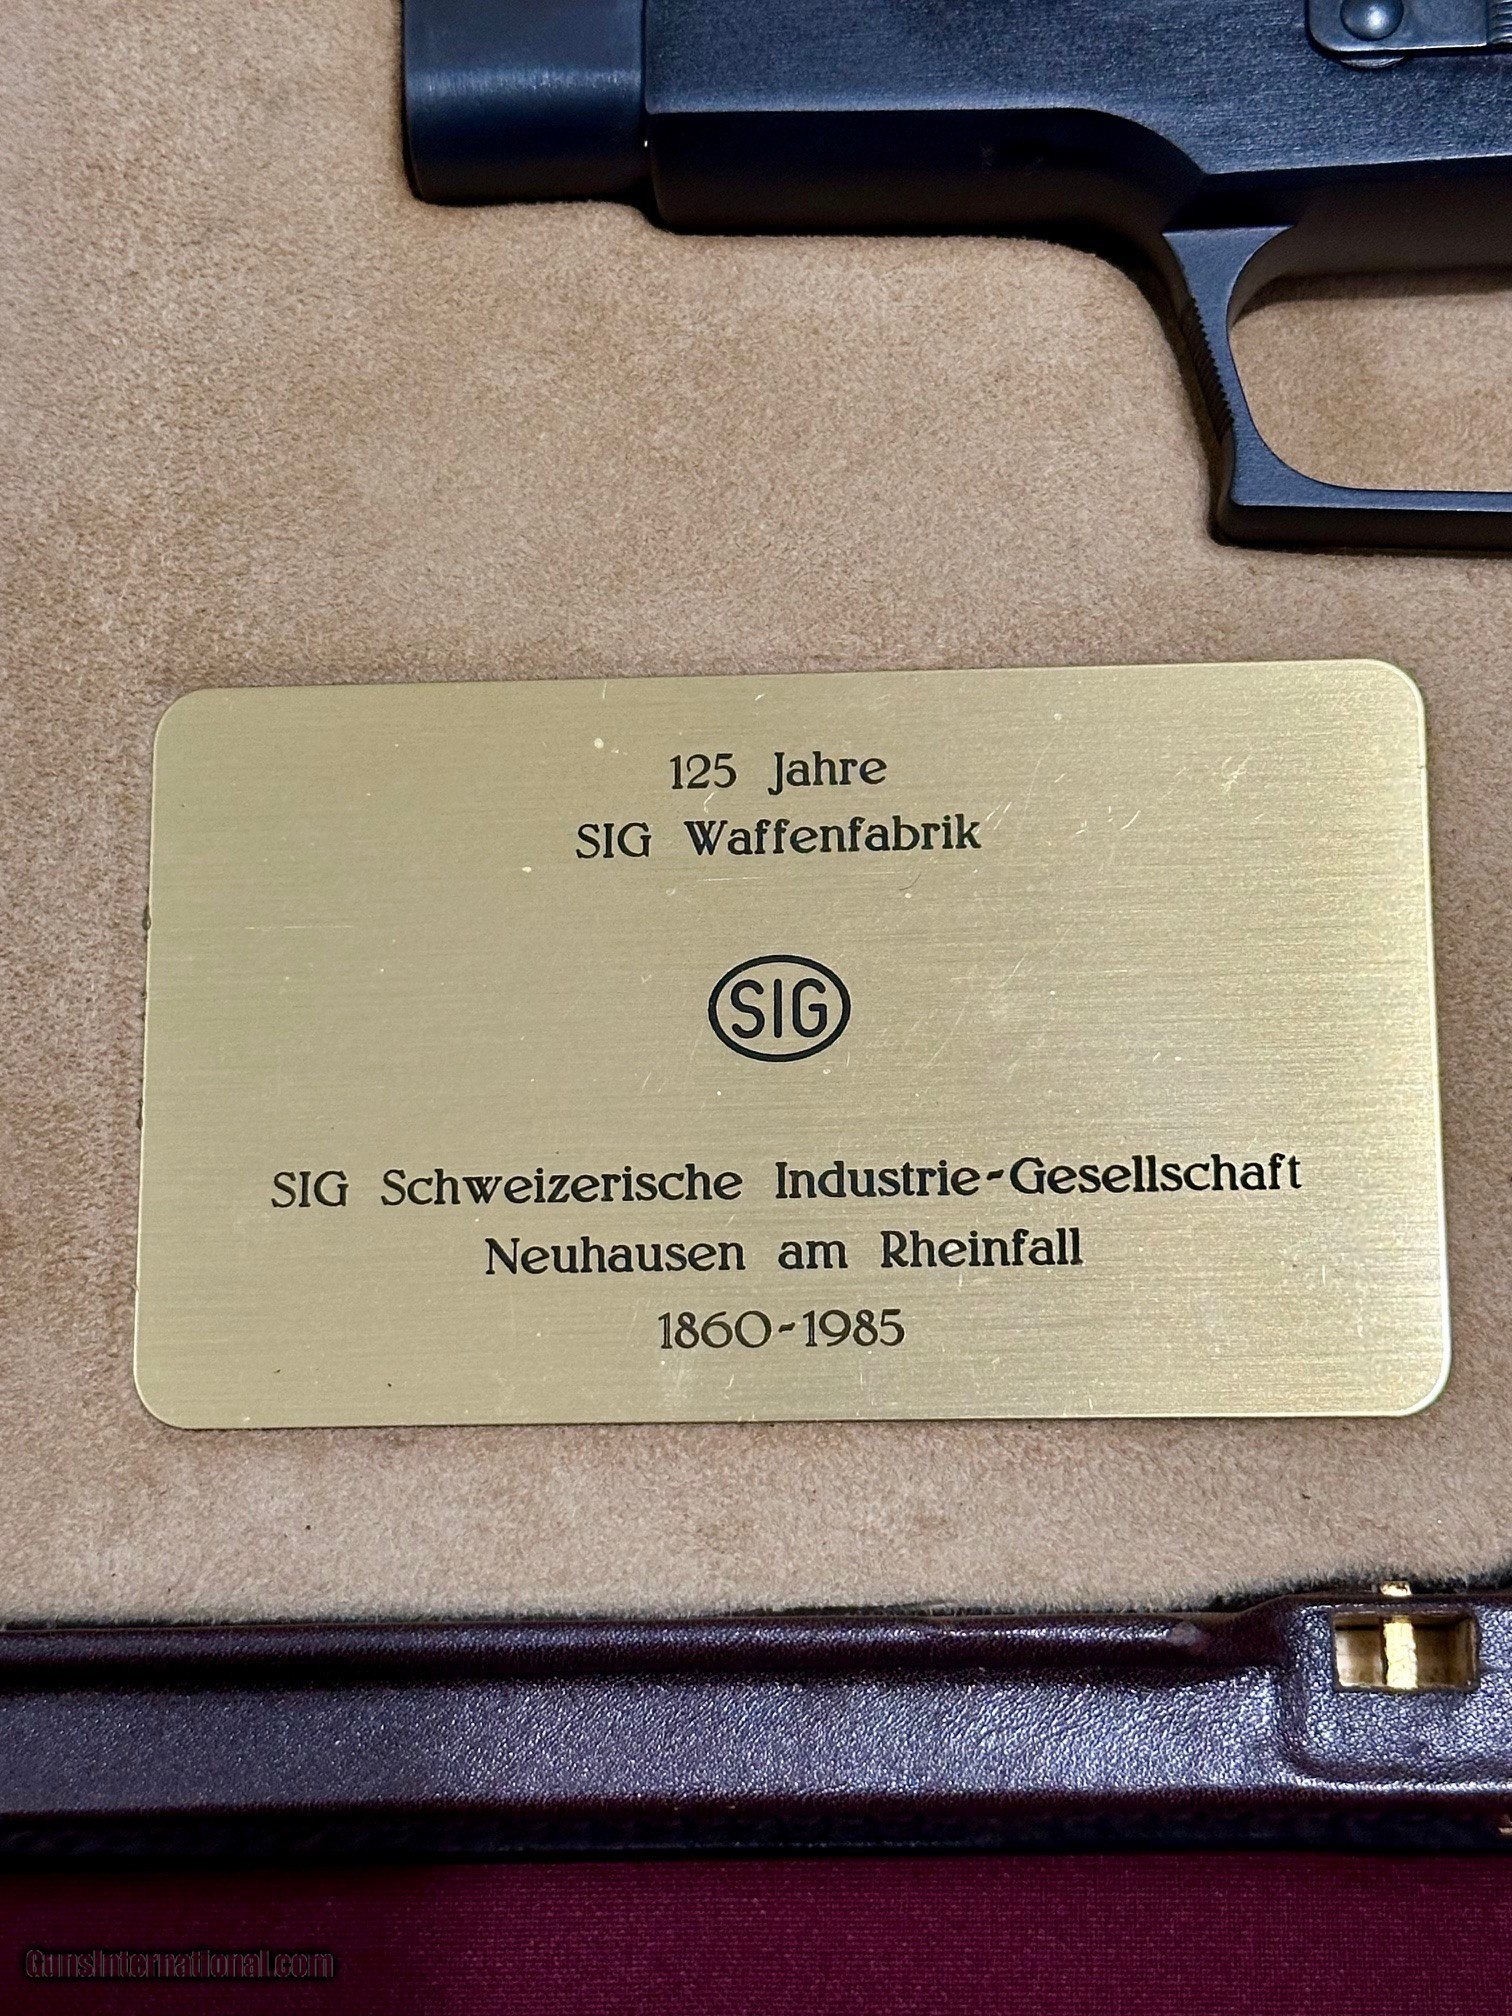 125 Jahre
SIG Waffenfabrik
SIG
SIG Schweizerische Industrie-Gesellschaft
Neuhausen am Rheinfall
1860-1985
GunsInternational.com